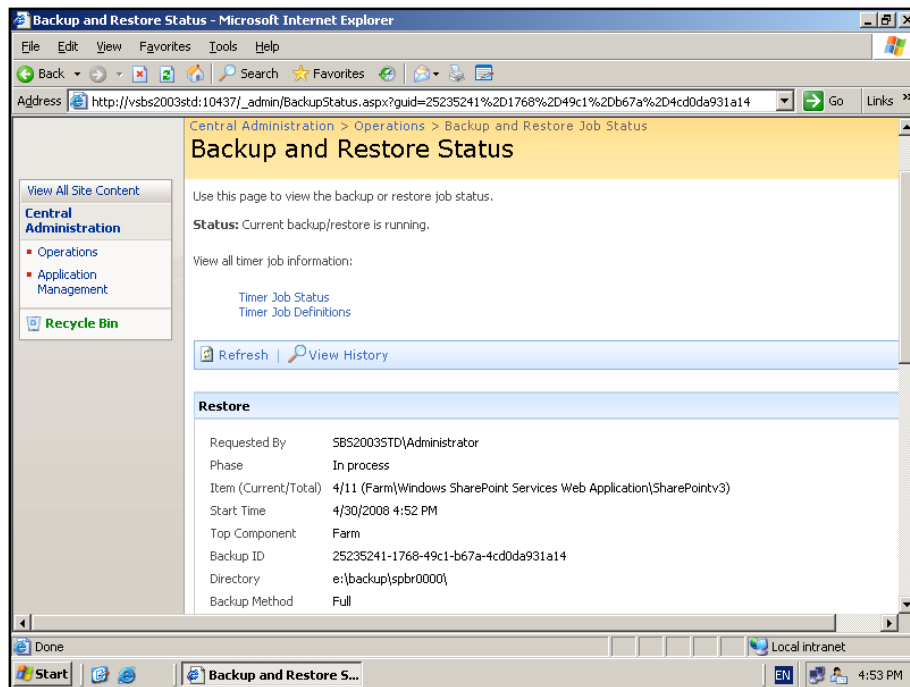 Backup and Restore Status - Microsoft Internet Explorer
File Edit View Favorites Tools Help
Back Search Favorites
Address http://vsbs2003std:10437/_admin/BackupStatus.aspx?guid=25235241%2D1768%2D49c1%2Db67a%2D4cd0da931a14 Go Links »
Central Administration > Operations > Backup and Restore Job Status
Backup and Restore Status
View All Site Content
Central
Administration
Operations
Application
Management
Recycle Bin
Use this page to view the backup or restore job status.
Status: Current backup/restore is running.
View all timer job information:
Timer Job Status
Timer Job Definitions
Refresh | View History
Restore
Requested By SBS2003STD\Administrator
Phase In process
Item (Current/Total) 4/11 (Farm\Windows SharePoint Services Web Application\SharePointv3)
Start Time 4/30/2008 4:52 PM
Top Component Farm
Backup ID 25235241-1768-49c1-b67a-4cd0da931a14
Directory e:\backup\spbr0000\
Backup Method Full
Done Local intranet
Start Backup and Restore S... EN 4:53 PM